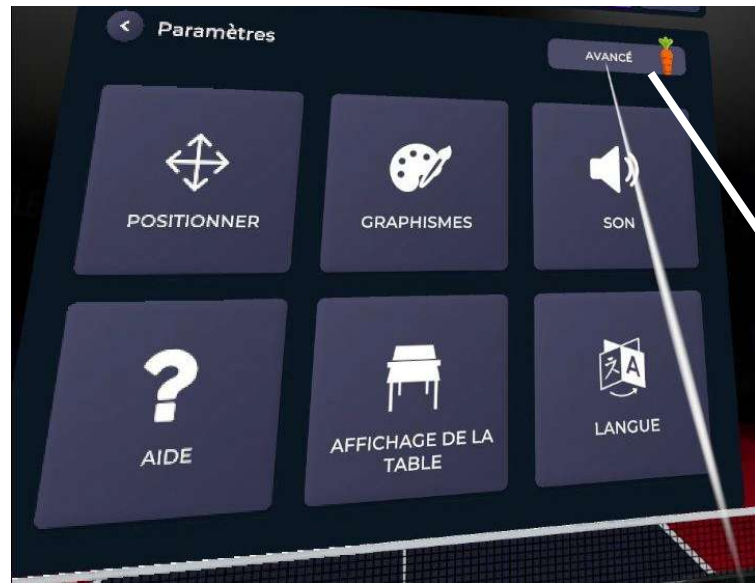 Paramètres
AVANCÉ
POSITIONNER
GRAPHISMES
SON
AIDE
AFFICHAGE DE LA
TABLE
LANGUE